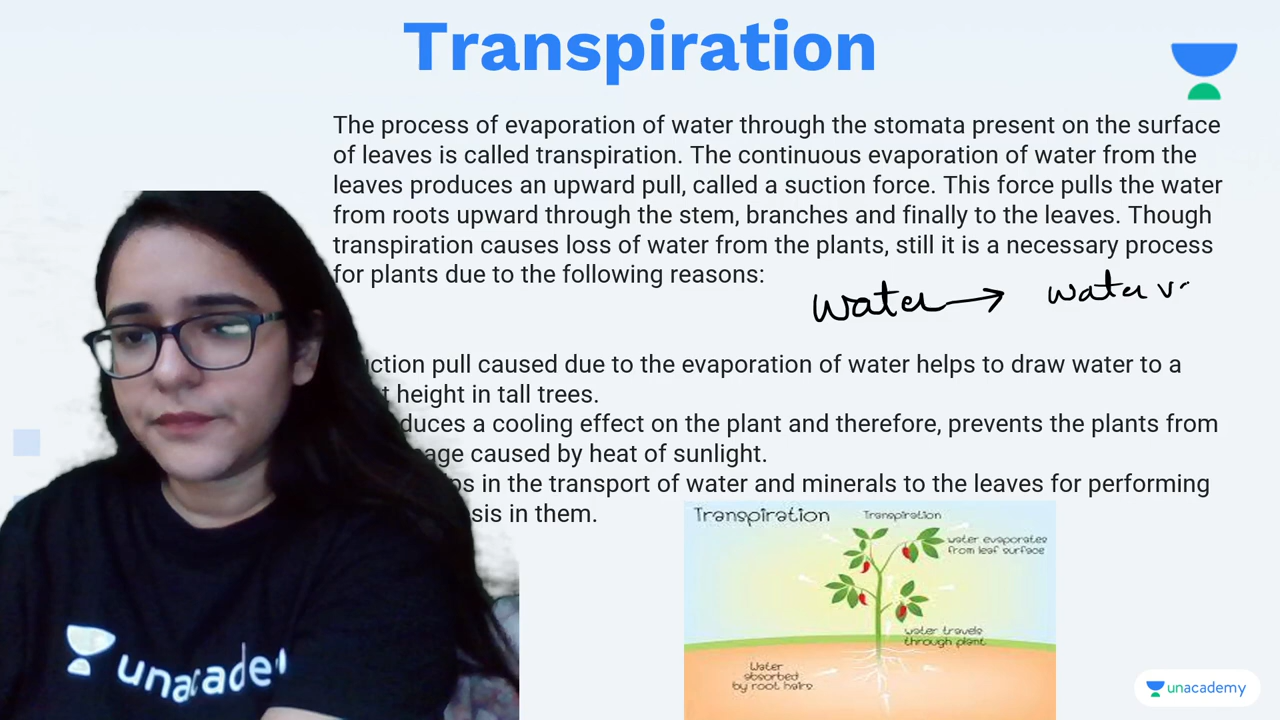 Transpiration
The process of evaporation of water through the stomata present on the surface
of leaves is called transpiration. The continuous evaporation of water from the
leaves produces an upward pull, called a suction force. This force pulls the water
from roots upward through the stem, branches and finally to the leaves. Though
transpiration causes loss of water from the plants, still it is a necessary process
for plants due to the following reasons:
water → water v
pull caused due to the evaporation of water helps to draw water to a
height in tall trees.
a cooling effect on the plant and therefore, prevents the plants from
caused by heat of sunlight.
in the transport of water and minerals to the leaves for performing
in them.
Transpiration Transpiration
water evaporates
from leaf surface
water travels
through plant
Water
absorbed
by root hairs.
unacadem
unacademy